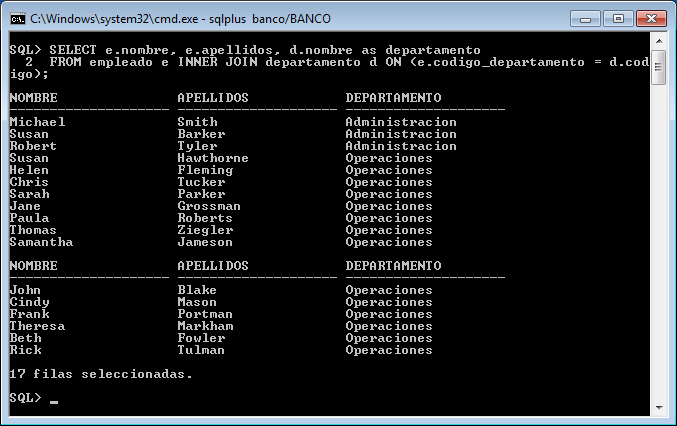 C:\Windows\system32\cmd.exe - sqlplus banco/BANCO
SQL> SELECT e.nombre, e.apellidos, d.nombre as departamento
2 FROM empleado e INNER JOIN departamento d ON (e.codigo_departamento = d.cod
igo);
NOMBRE APELLIDOS DEPARTAMENTO
-------------------- -------------------- --------------------
Michael Smith Administracion
Susan Barker Administracion
Robert Tyler Administracion
Susan Hawthorne Operaciones
Helen Fleming Operaciones
Chris Tucker Operaciones
Sarah Parker Operaciones
Jane Grossman Operaciones
Paula Roberts Operaciones
Thomas Ziegler Operaciones
Samantha Jameson Operaciones
NOMBRE APELLIDOS DEPARTAMENTO
-------------------- -------------------- --------------------
John Blake Operaciones
Cindy Mason Operaciones
Frank Portman Operaciones
Theresa Markham Operaciones
Beth Fowler Operaciones
Rick Tulman Operaciones
17 filas seleccionadas.
SQL> _